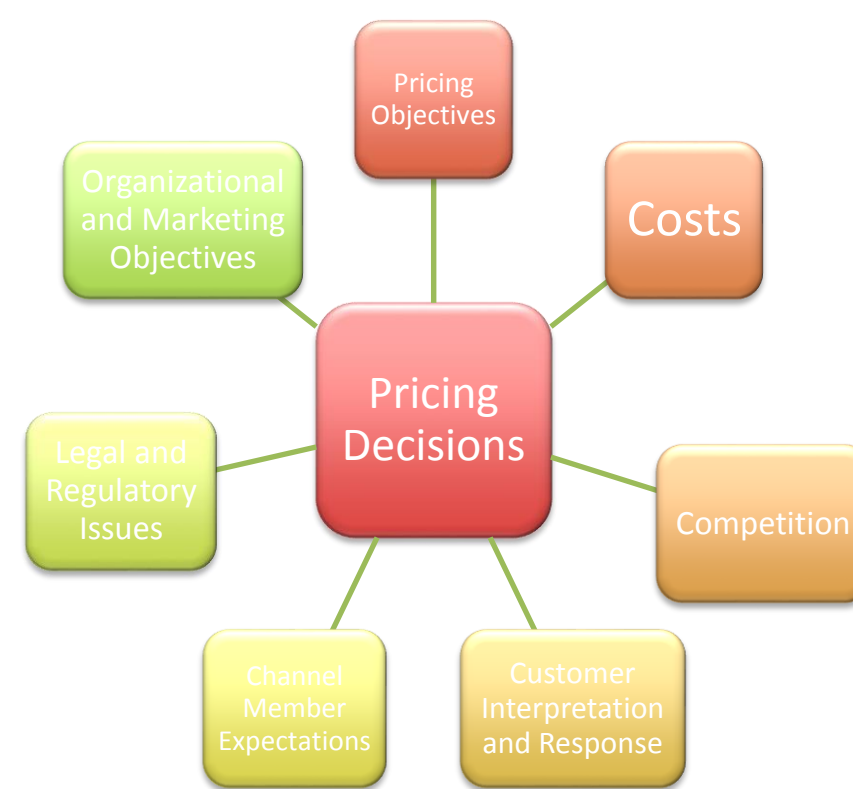 Pricing
Objectives
Costs
Competition
Customer
Interpretation
and Response
Channel
Member
Expectations
Legal and
Regulatory
Issues
Organizational
and Marketing
Objectives
Pricing
Decisions